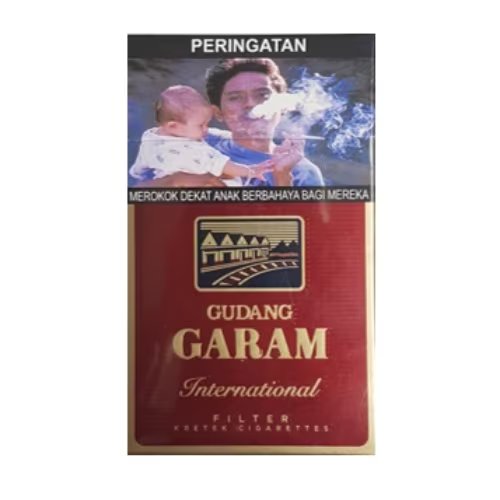 PERINGATAN
MEROKOK DEKAT ANAK BERBAHAYA BAGI MEREKA
GUDANG
GARAM
International
FILTER
KRETEK CIGARETTES